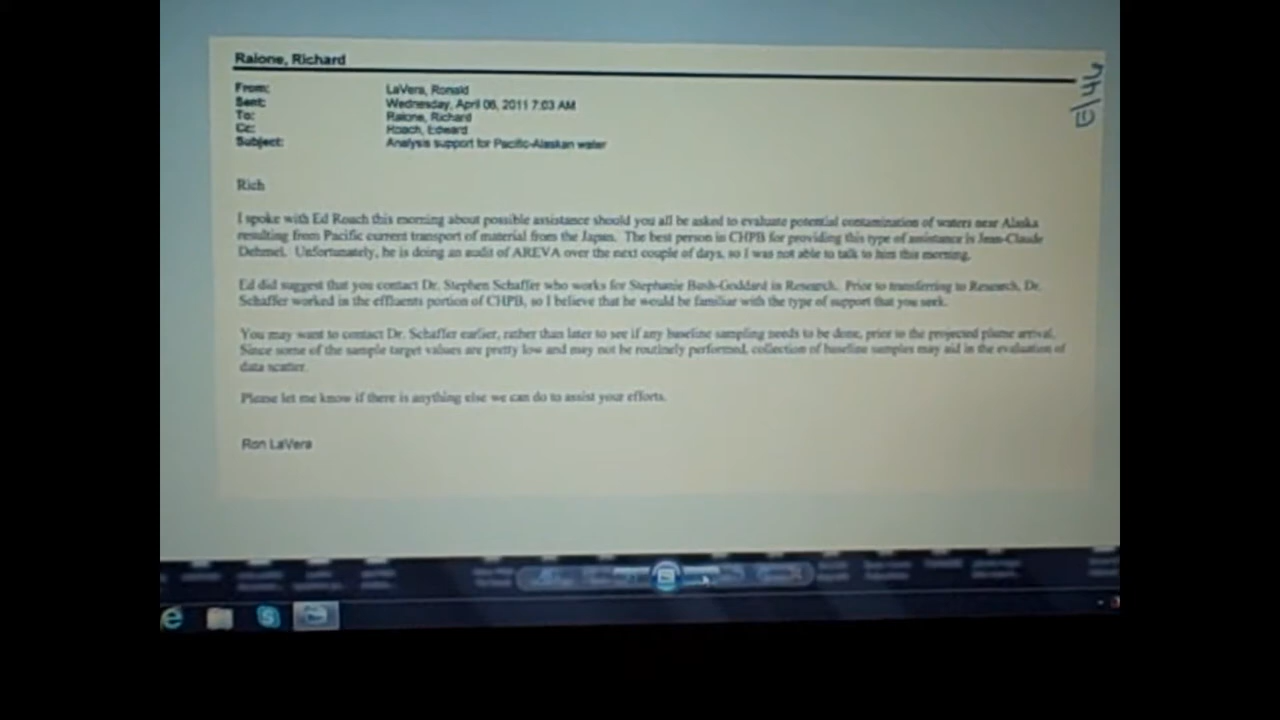 Raione, Richard
From: LaVera, Ronald
Sent: Wednesday, April 06, 2011 7:03 AM
To: Raione, Richard
Cc: Roach, Edward
Subject: Analysis support for Pacific-Alaskan water
E/44
Rich
I spoke with Ed Roach this morning about possible assistance should you all be asked to evaluate potential contamination of waters near Alaska
resulting from Pacific current transport of material from the Japan. The best person in CHPB for providing this type of assistance is Jean-Claude
Dehmel. Unfortunately, he is doing an audit of AREVA over the next couple of days, so I was not able to talk to him this morning.
Ed did suggest that you contact Dr. Stephen Schaffer who works for Stephanie Bush-Goddard in Research. Prior to transferring to Research, Dr.
Schaffer worked in the effluents portion of CHPB, so I believe that he would be familiar with the type of support that you seek.
You may want to contact Dr. Schaffer earlier, rather than later to see if any baseline sampling needs to be done, prior to the projected plume arrival.
Since some of the sample target values are pretty low and may not be routinely performed, collection of baseline samples may aid in the evaluation of
data scatter.
Please let me know if there is anything else we can do to assist your efforts.
Ron LaVera